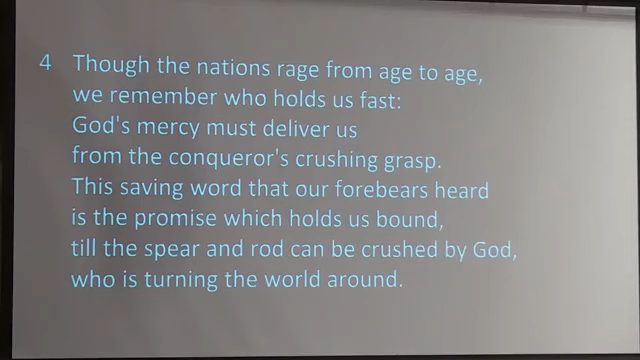 4 Though the nations rage from age to age,
we remember who holds us fast:
God's mercy must deliver us
from the conqueror's crushing grasp.
This saving word that our forebears heard
is the promise which holds us bound,
till the spear and rod can be crushed by God,
who is turning the world around.